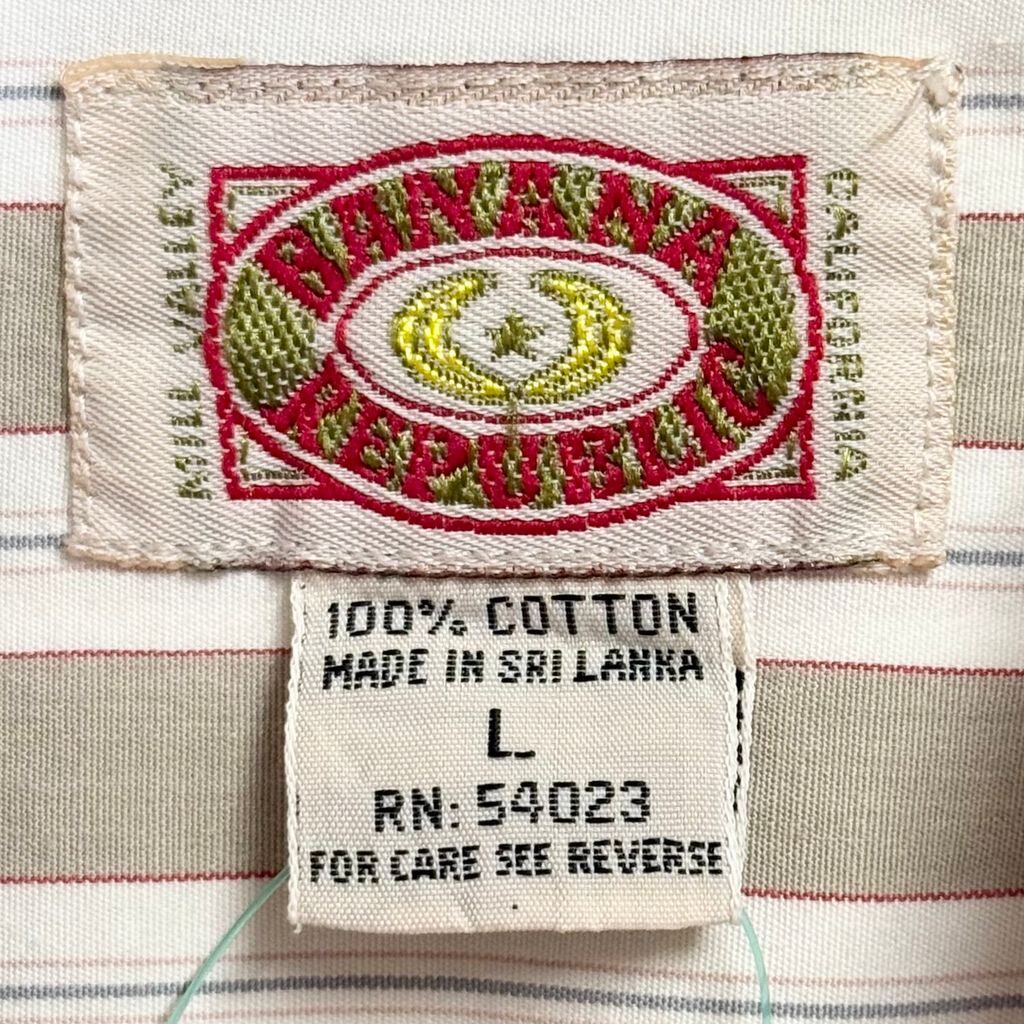 BANANA
REPUBLIC
MILL VALLEY
CALIFORNIA
100% COTTON
MADE IN SRI LANKA
L
RN: 54023
FOR CARE SEE REVERSE